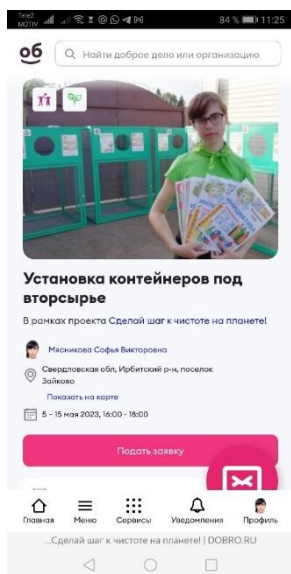 Tele2
MOTIV
84 % 11:25
об
Найти доброе дело или организацию
Установка контейнеров под
вторсырье
В рамках проекта Сделай шаг к чистоте на планете!
Мясникова Софья Викторовна
Свердловская обл, Ирбитский р-н, поселок
Зайково
Показать на карте
5 – 15 мая 2023, 16:00 - 18:00
Подать заявку
Главная Меню Сервисы Уведомления Профиль
...Сделай шаг к чистоте на планете! | DOBRO.RU